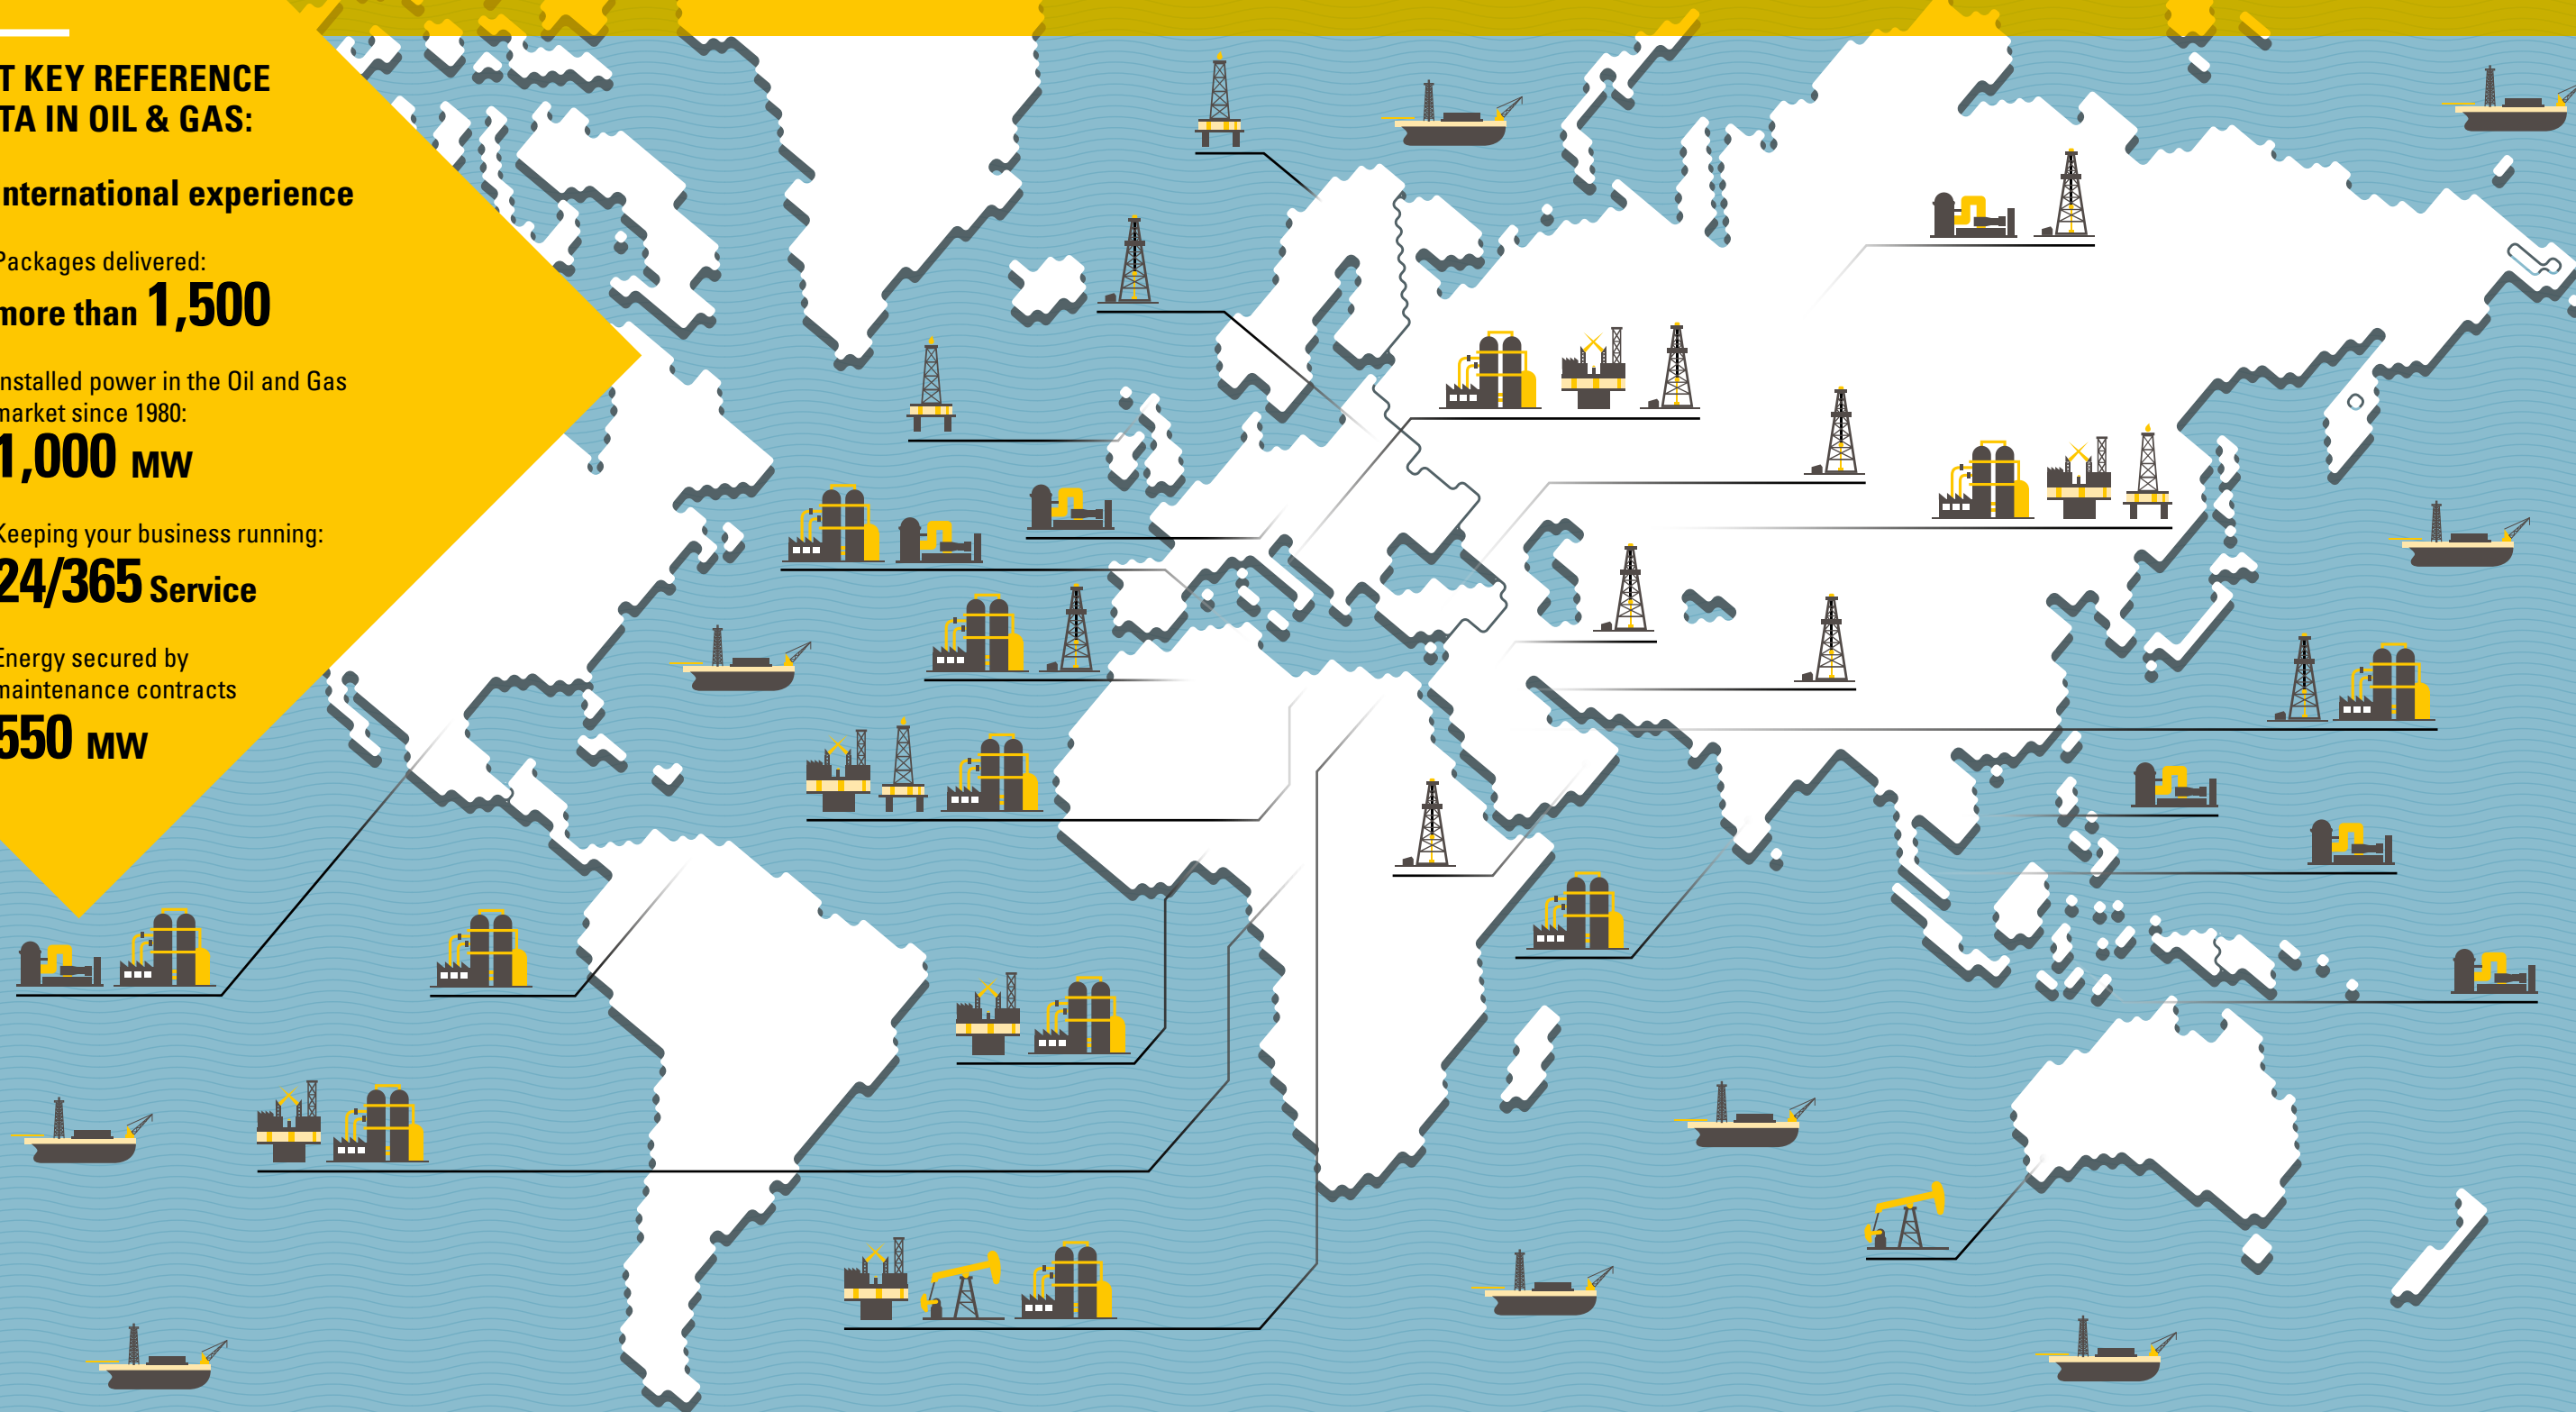 T KEY REFERENCE
TA IN OIL & GAS:
International experience
Packages delivered:
more than 1,500
Installed power in the Oil and Gas
market since 1980:
1,000 MW
Keeping your business running:
24/365 Service
Energy secured by
maintenance contracts
550 MW